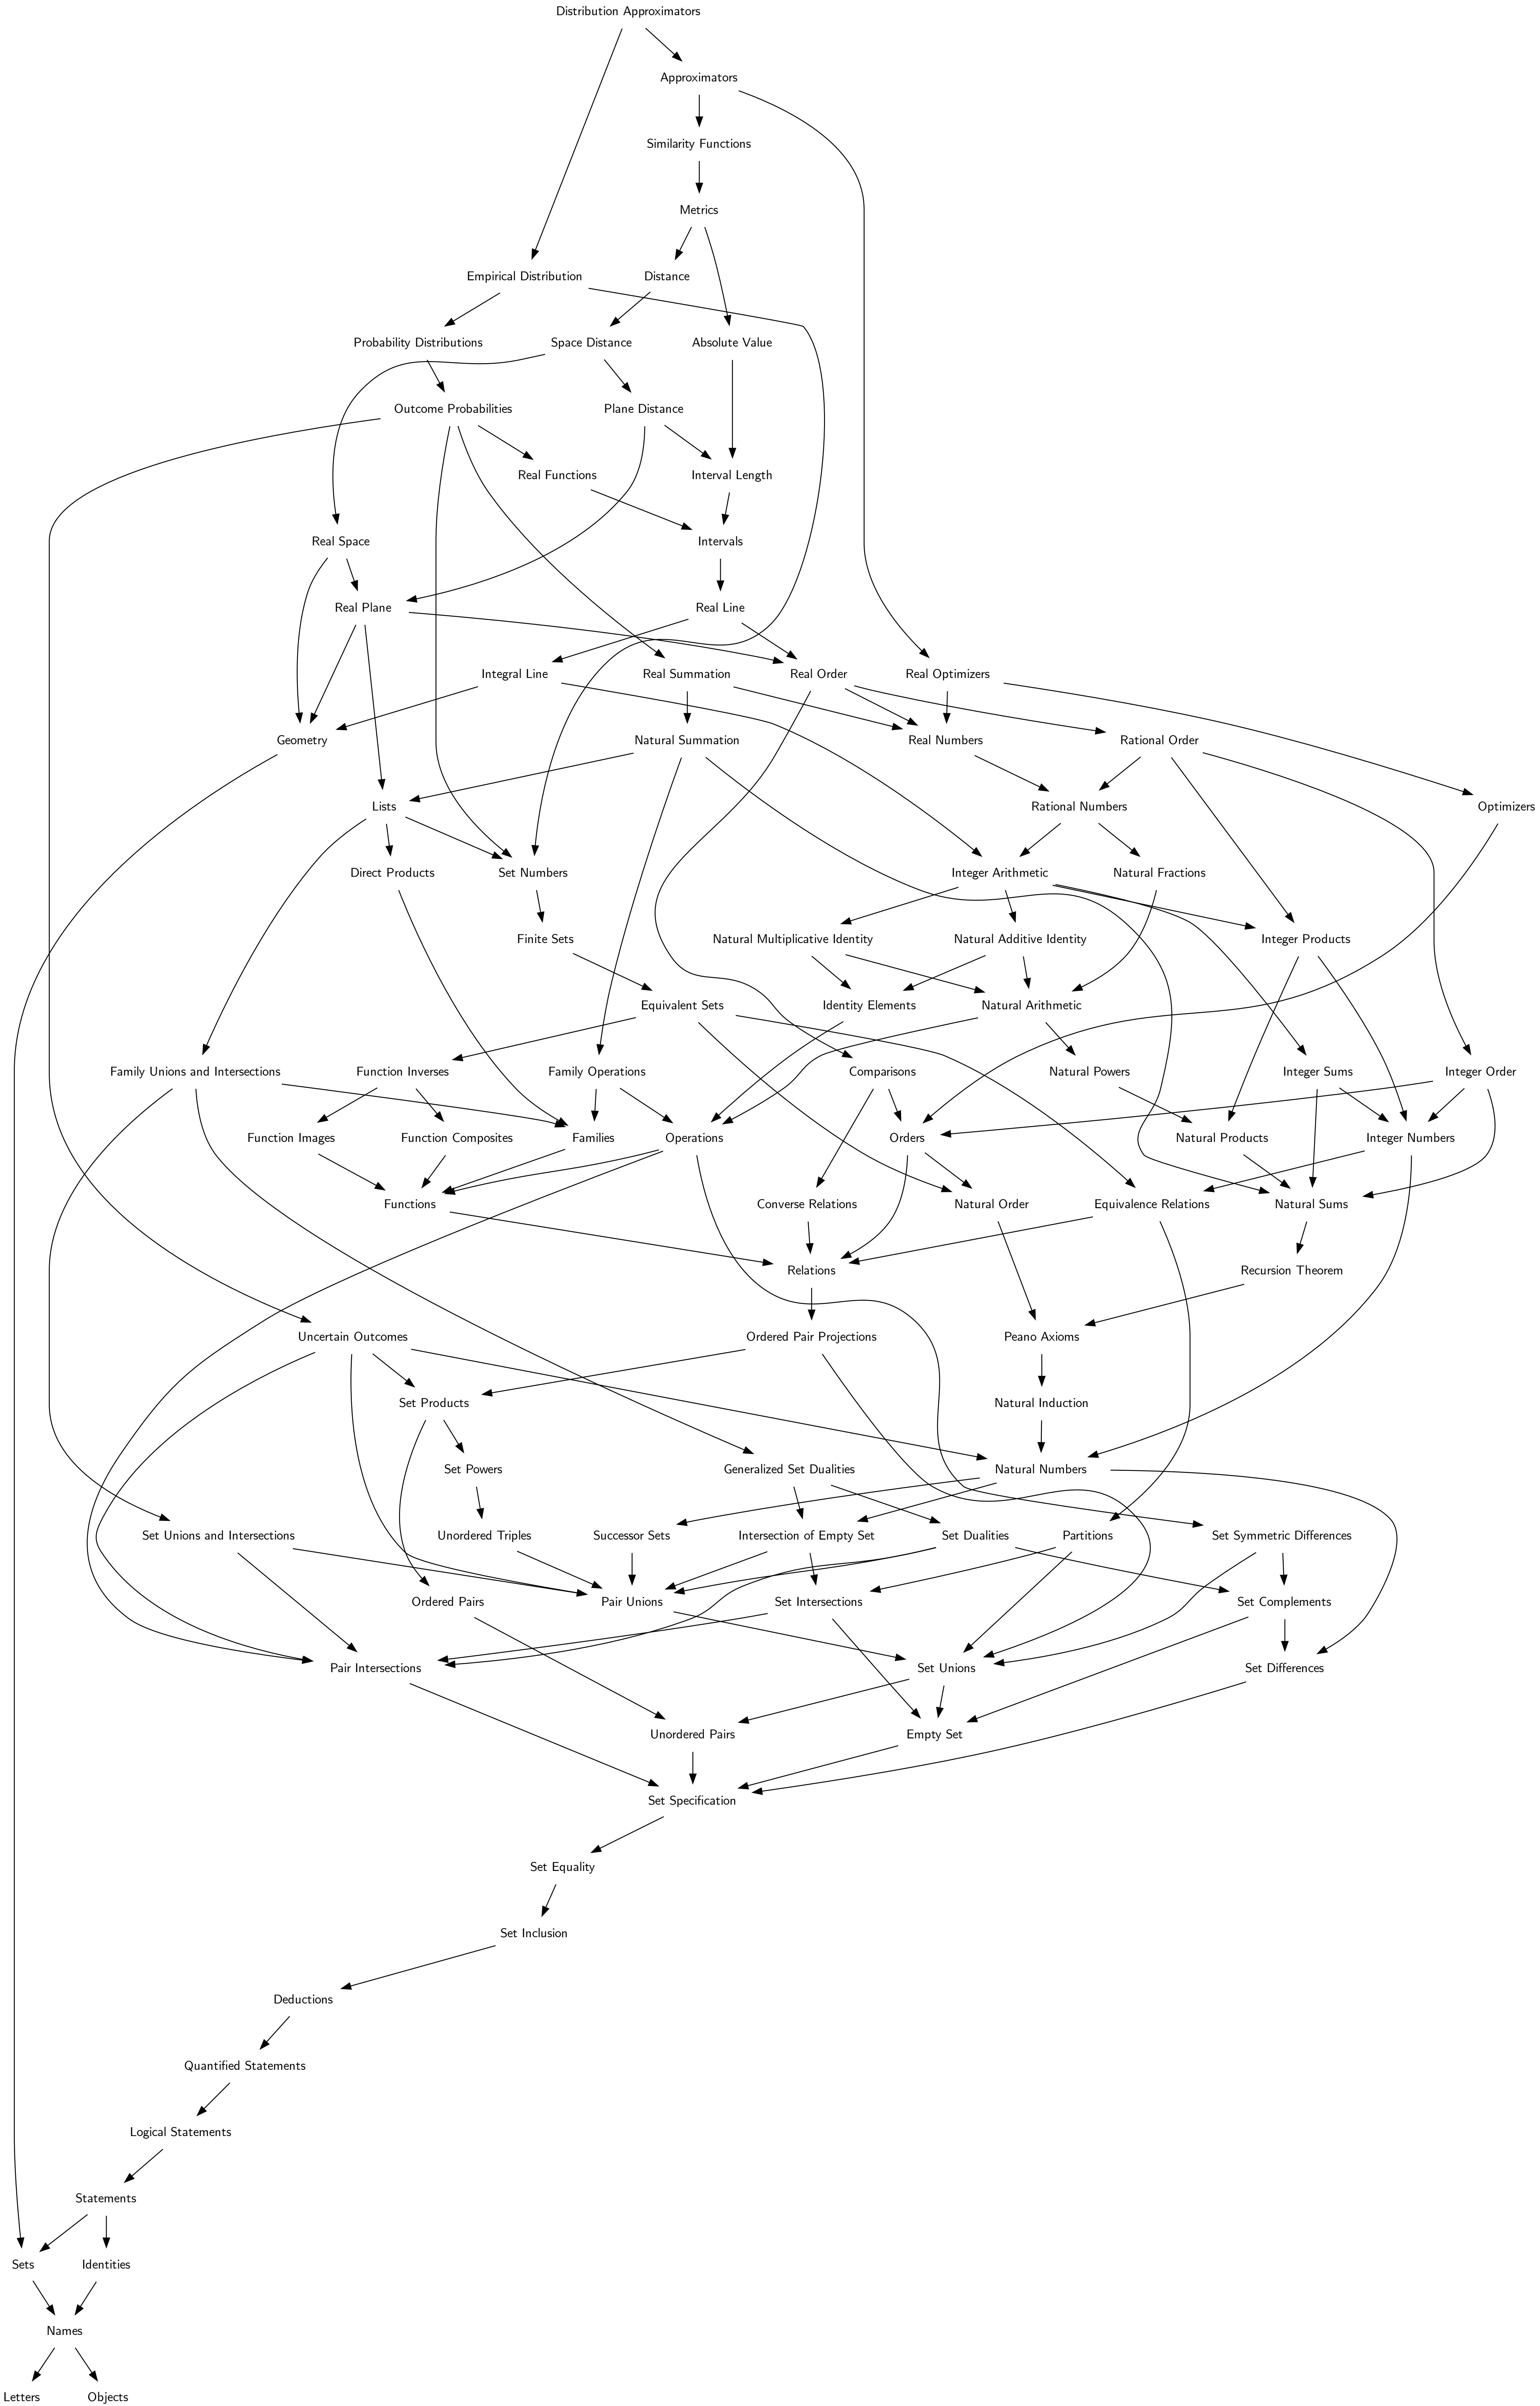 Distribution Approximators
Approximators
Similarity Functions
Metrics
Empirical Distribution
Distance
Probability Distributions
Space Distance
Absolute Value
Outcome Probabilities
Plane Distance
Real Functions
Interval Length
Real Space
Intervals
Real Plane
Real Line
Integral Line
Real Summation
Real Order
Real Optimizers
Geometry
Natural Summation
Real Numbers
Rational Order
Lists
Rational Numbers
Optimizers
Direct Products
Set Numbers
Integer Arithmetic
Natural Fractions
Finite Sets
Natural Multiplicative Identity
Natural Additive Identity
Integer Products
Equivalent Sets
Identity Elements
Natural Arithmetic
Family Unions and Intersections
Function Inverses
Family Operations
Comparisons
Natural Powers
Integer Sums
Integer Order
Function Images
Function Composites
Families
Operations
Orders
Natural Products
Integer Numbers
Functions
Converse Relations
Natural Order
Equivalence Relations
Natural Sums
Relations
Recursion Theorem
Uncertain Outcomes
Ordered Pair Projections
Peano Axioms
Set Products
Natural Induction
Set Powers
Generalized Set Dualities
Natural Numbers
Set Unions and Intersections
Unordered Triples
Successor Sets
Intersection of Empty Set
Set Dualities
Partitions
Set Symmetric Differences
Ordered Pairs
Pair Unions
Set Intersections
Set Complements
Pair Intersections
Set Unions
Set Differences
Unordered Pairs
Empty Set
Set Specification
Set Equality
Set Inclusion
Deductions
Quantified Statements
Logical Statements
Statements
Sets
Identities
Names
Letters
Objects